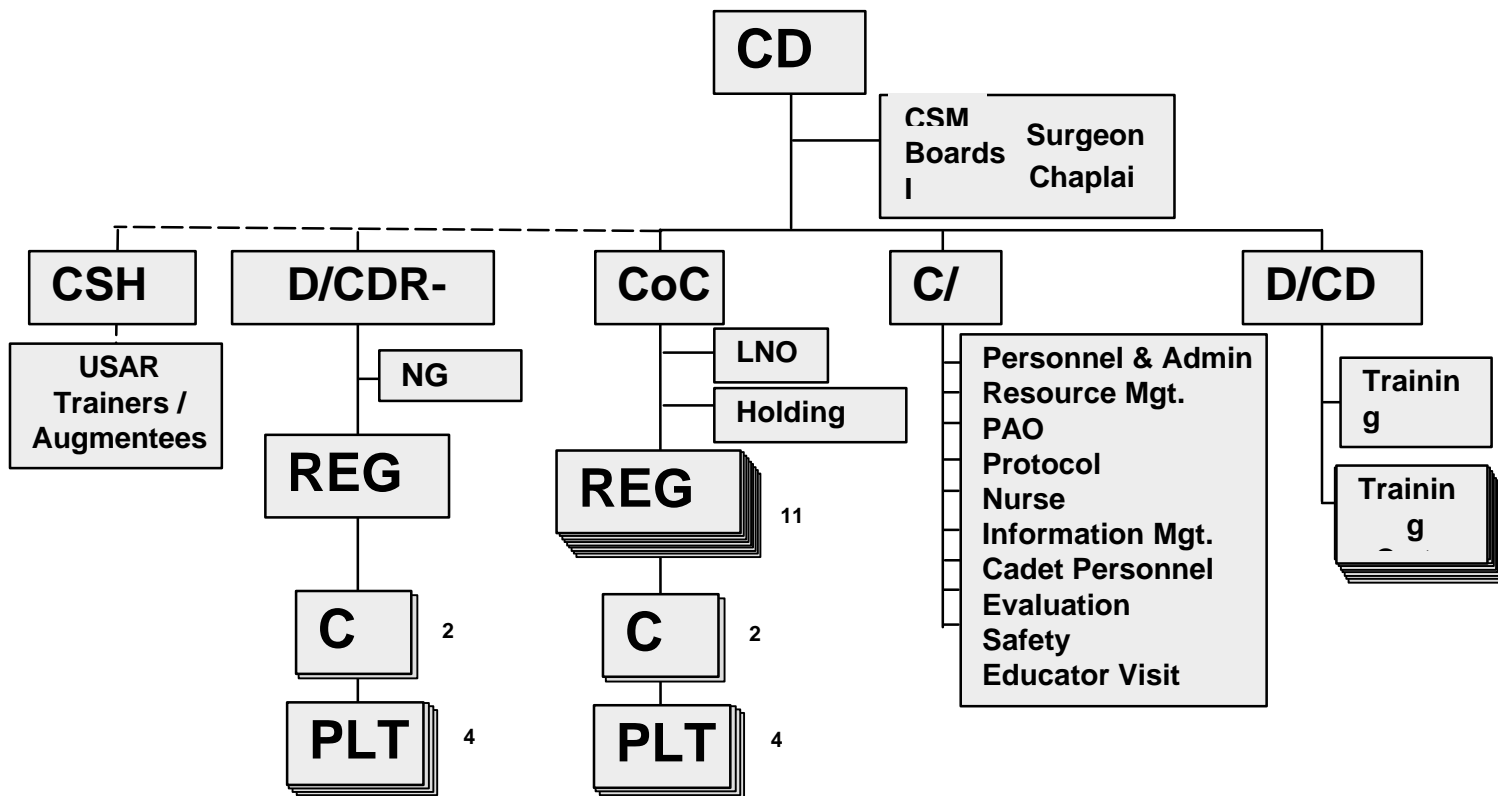 CD
CSM
Surgeon
Boards
Chaplai
I
CSH
D/CDR-
CoC
C/
D/CD
USAR
Trainers /
Augmentees
NG
REG
C
2
PLT
4
LNO
Holding
REG
11
C
2
PLT
4
Personnel & Admin
Resource Mgt.
PAO
Protocol
Nurse
Information Mgt.
Cadet Personnel
Evaluation
Safety
Educator Visit
Trainin
g
Trainin
g